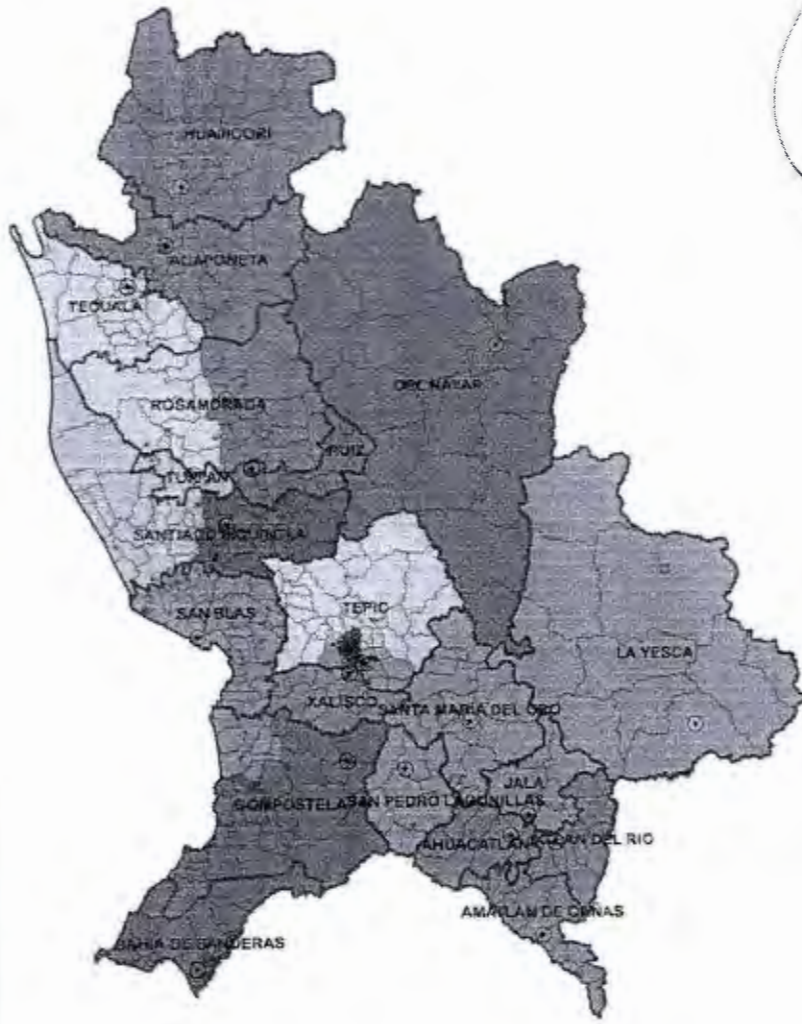 HUAJICORI
ACAPONETA
TECUALA
DEL NAYAR
ROSAMORADA
RUIZ
TUXPAN
SANTIAGO IXCUINTLA
SAN BLAS
TEPIC
LA YESCA
XALISCO
SANTA MARIA DEL ORO
JALA
COMPOSTELA
SAN PEDRO LAGUNILLAS
AHUACATLAN
IXTLAN DEL RIO
AMATLAN DE CAÑAS
BAHIA DE BANDERAS